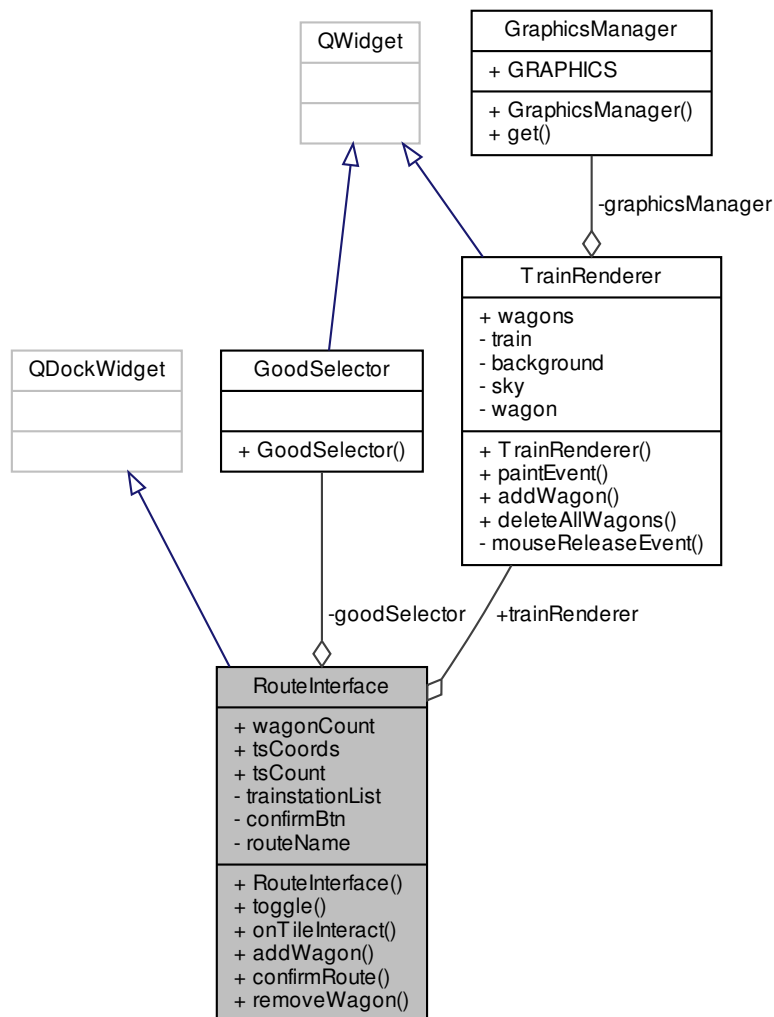 QWidget
GraphicsManager
+ GRAPHICS
+ GraphicsManager()
+ get()
-graphicsManager
TrainRenderer
+ wagons
- train
- background
- sky
- wagon
+ TrainRenderer()
+ paintEvent()
+ addWagon()
+ deleteAllWagons()
- mouseReleaseEvent()
QDockWidget
GoodSelector
+ GoodSelector()
-goodSelector
+trainRenderer
RouteInterface
+ wagonCount
+ tsCoords
+ tsCount
- trainstationList
- confirmBtn
- routeName
+ RouteInterface()
+ toggle()
+ onTileInteract()
+ addWagon()
+ confirmRoute()
+ removeWagon()